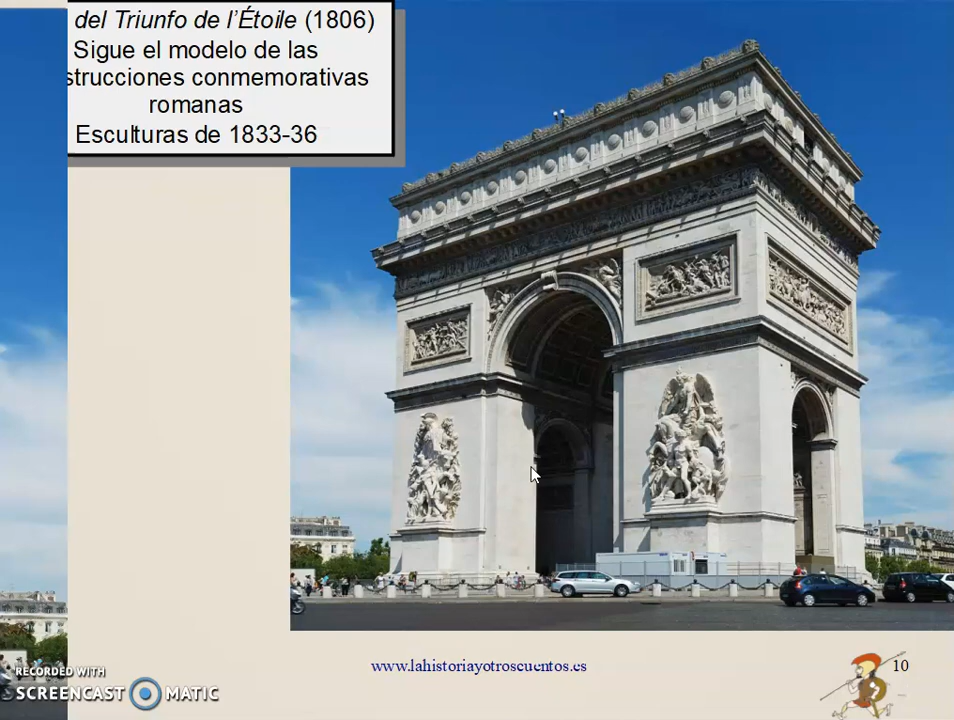 del Triunfo de l’Étoile (1806)
Sigue el modelo de las
strucciones conmemorativas
romanas
Esculturas de 1833-36
www.lahistoriayotroscuentos.es
10
RECORDED WITH
SCREENCAST MATIC